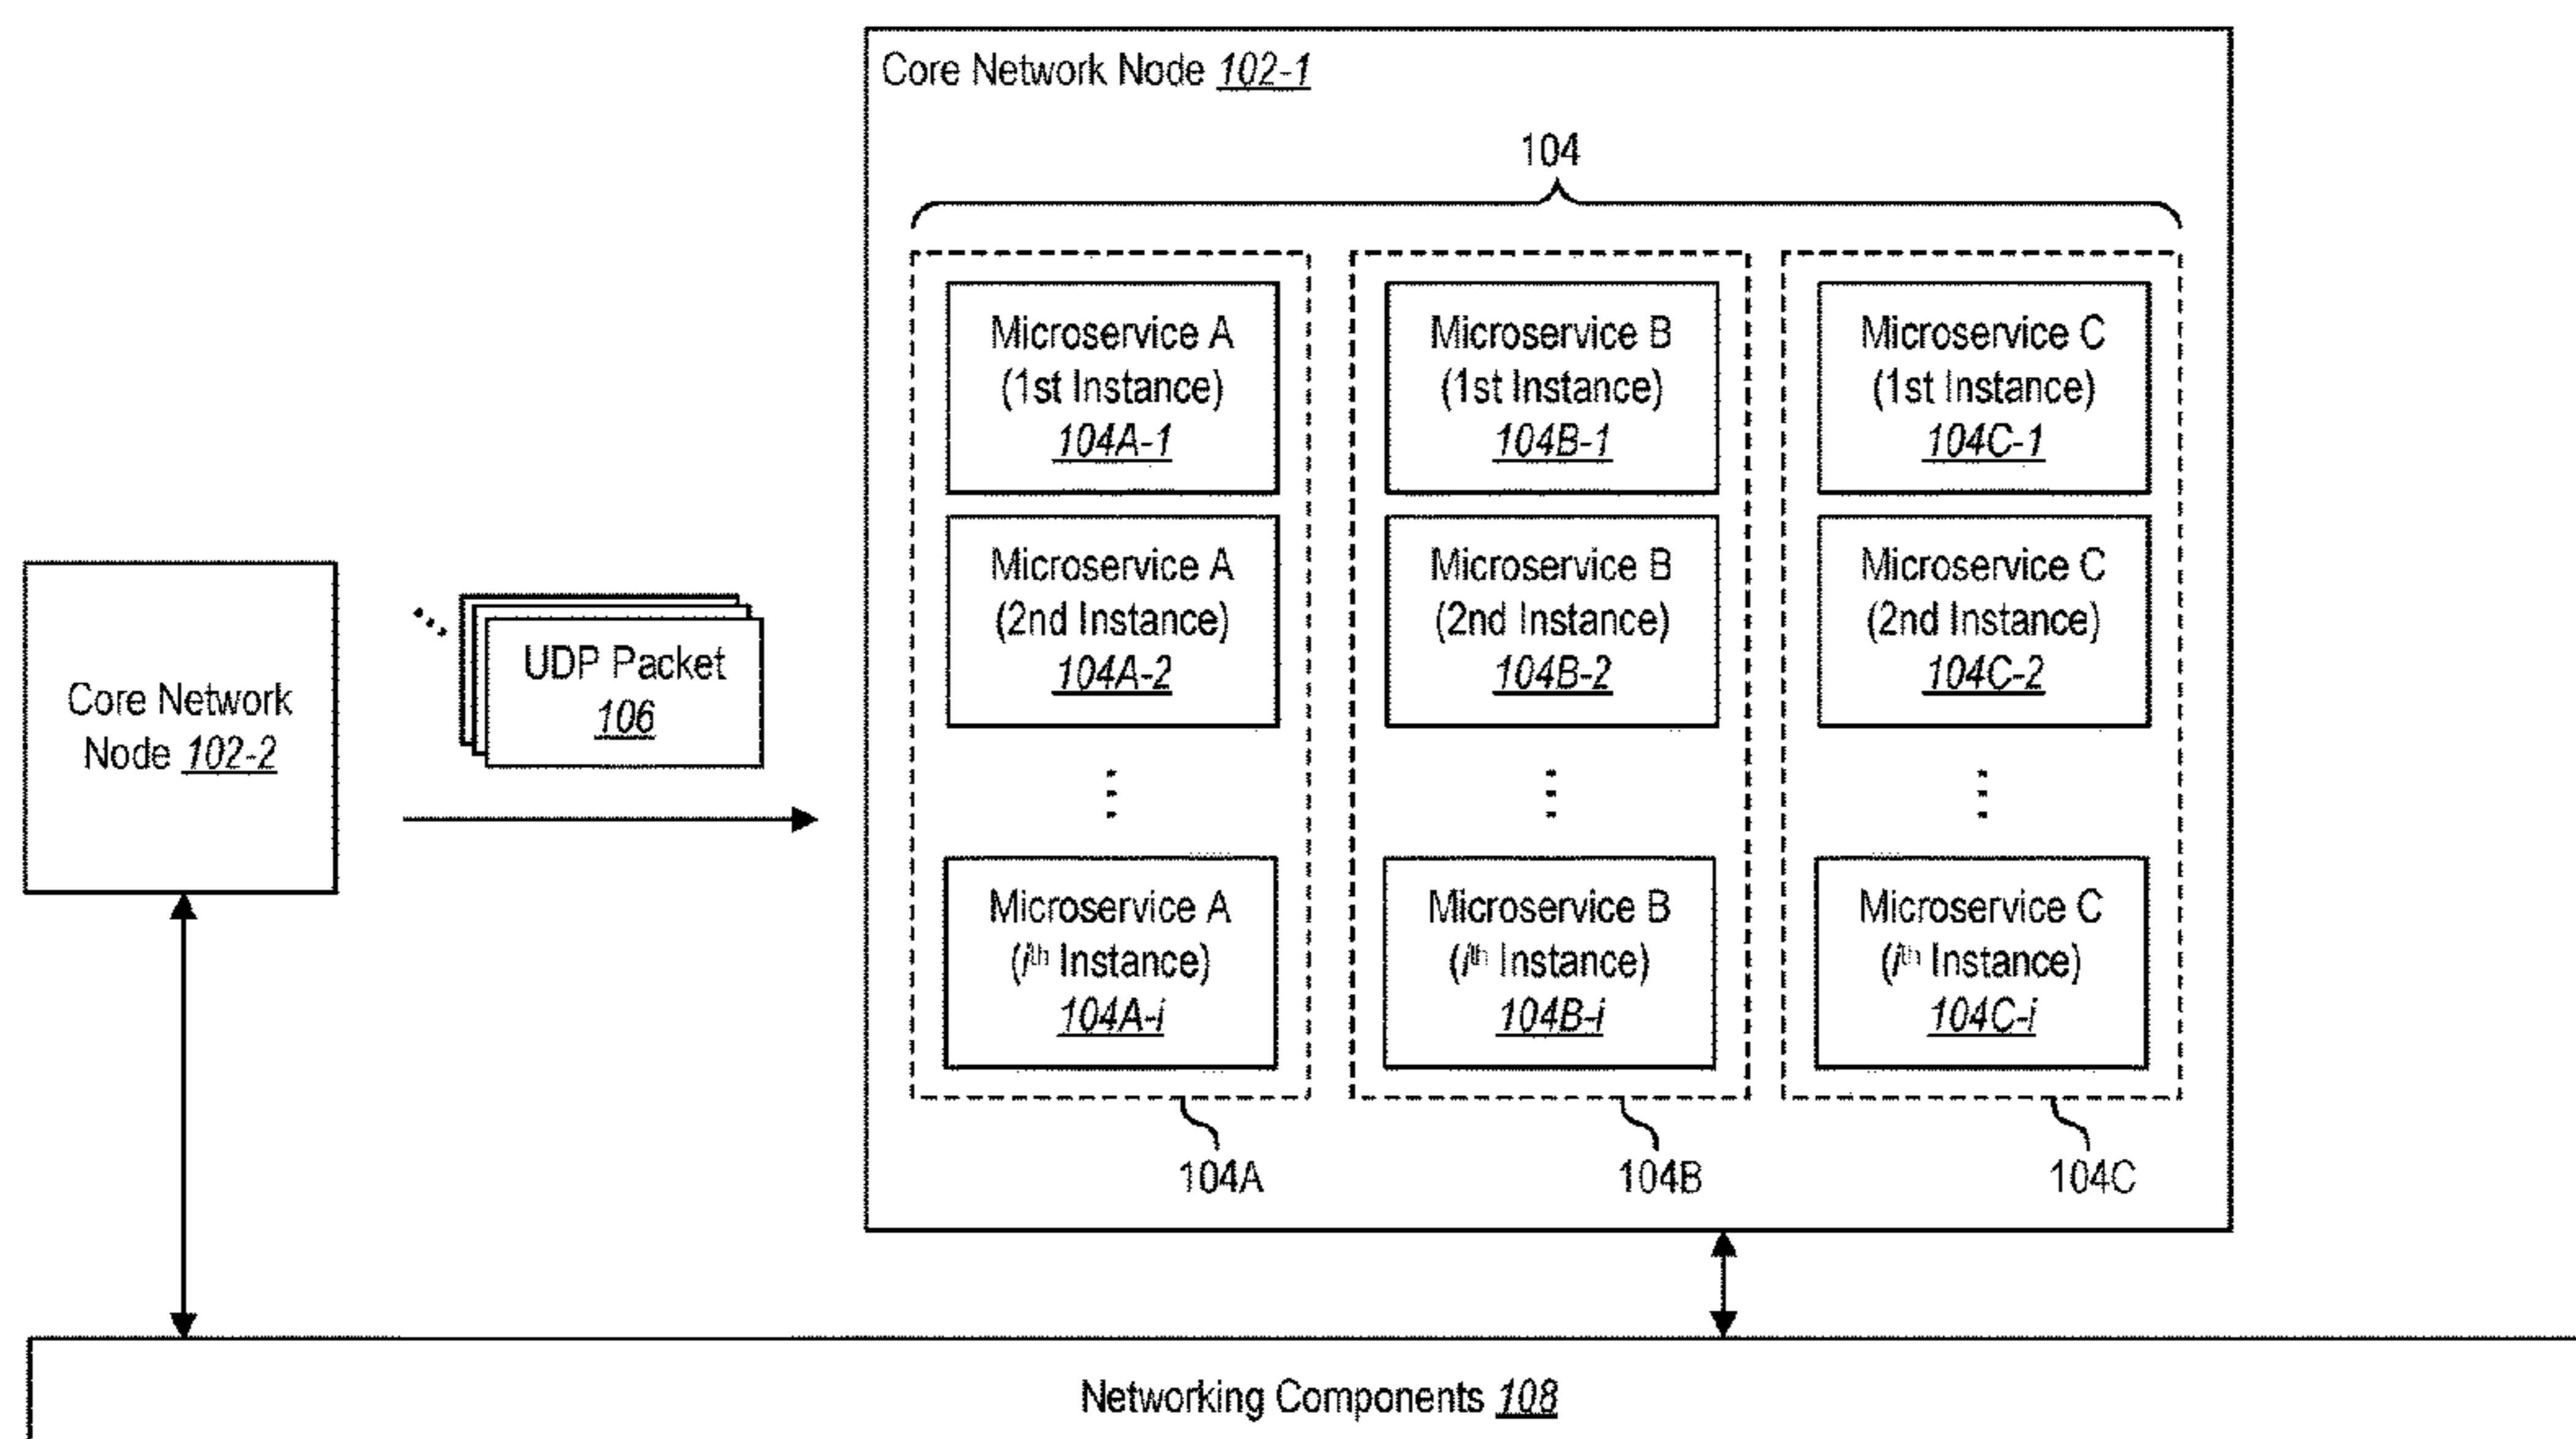 Core Network Node 102-1
104
Microservice A
(1st Instance)
104A-1
Microservice B
(1st Instance)
104B-1
Microservice C
(1st Instance)
104C-1
Microservice A
(2nd Instance)
104A-2
Microservice B
(2nd Instance)
104B-2
Microservice C
(2nd Instance)
104C-2
Core Network
Node 102-2
UDP Packet
106
Microservice A
(ith Instance)
104A-i
Microservice B
(ith Instance)
104B-i
Microservice C
(ith Instance)
104C-i
104A
104B
104C
Networking Components 108